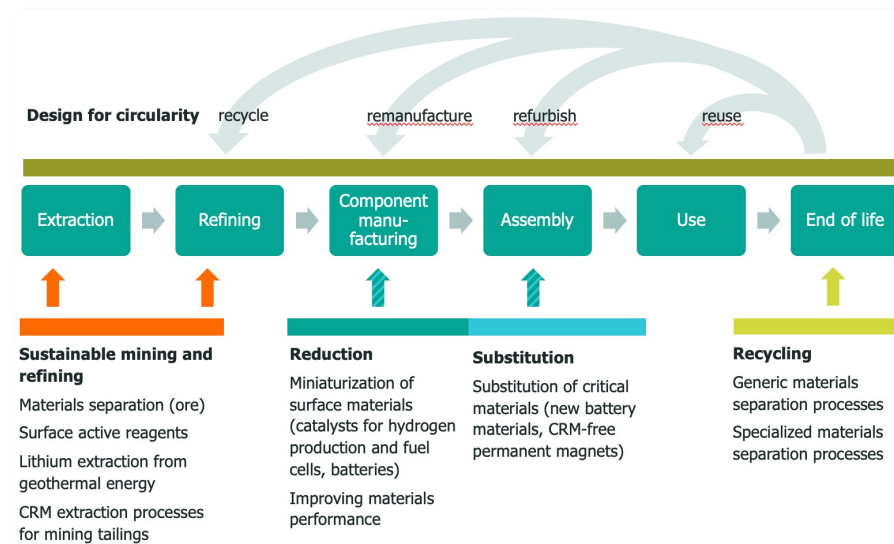 Design for circularity
recycle
remanufacture
refurbish
reuse
Extraction
Refining
Component
manu-
facturing
Assembly
Use
End of life
Sustainable mining and
refining
Materials separation (ore)
Surface active reagents
Lithium extraction from
geothermal energy
CRM extraction processes
for mining tailings
Reduction
Miniaturization of
surface materials
(catalysts for hydrogen
production and fuel
cells, batteries)
Improving materials
performance
Substitution
Substitution of critical
materials (new battery
materials, CRM-free
permanent magnets)
Recycling
Generic materials
separation processes
Specialized materials
separation processes